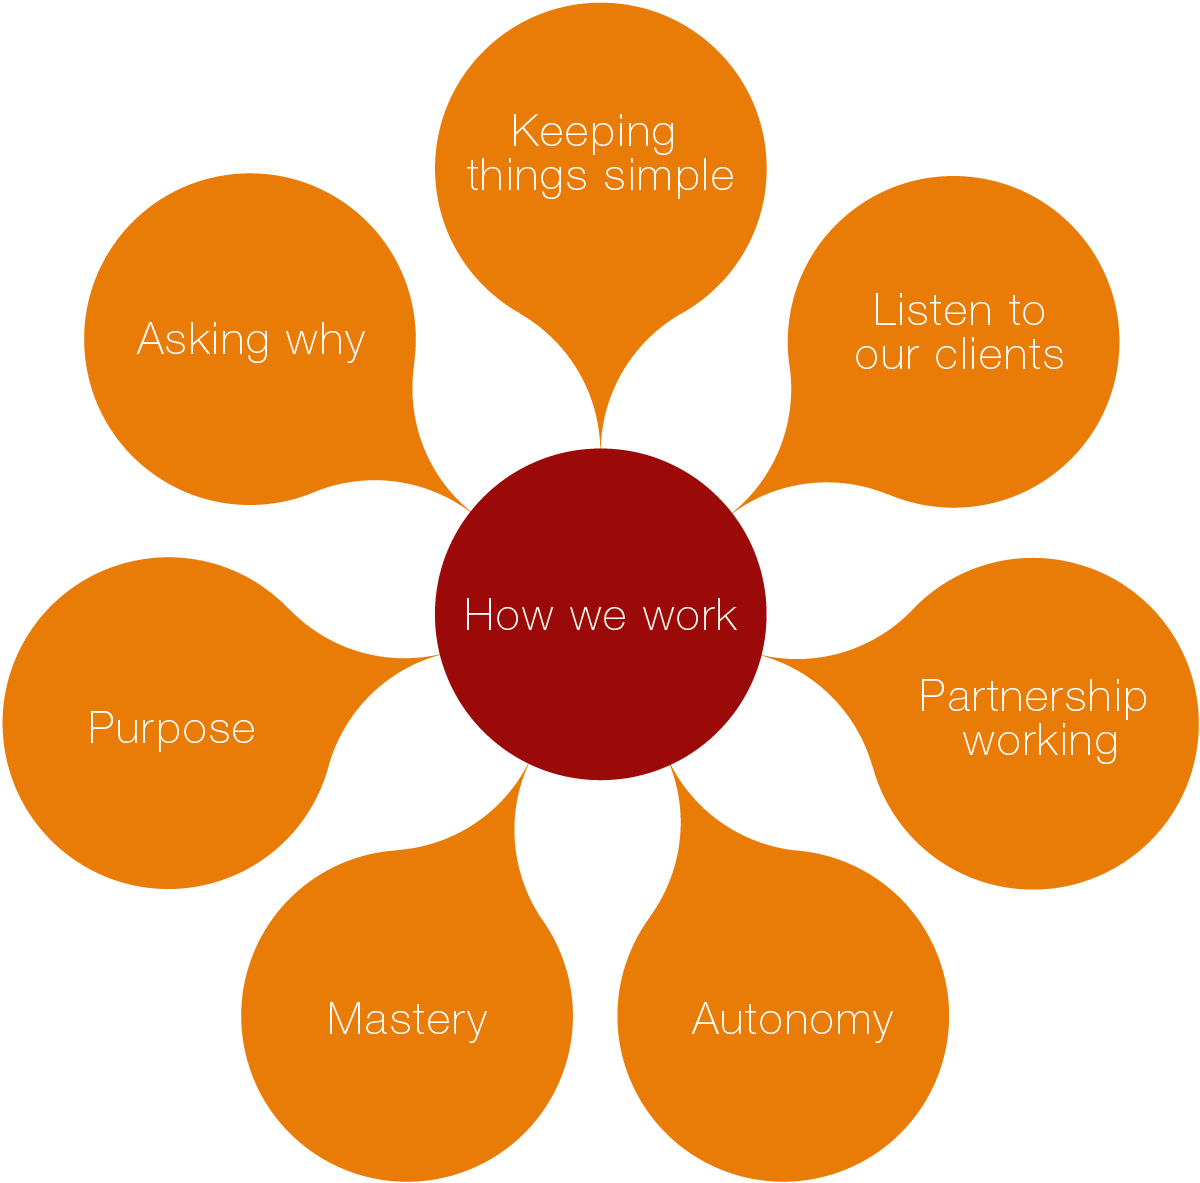 Keeping
things simple
Listen to
our clients
Asking why
How we work
Partnership
working
Purpose
Mastery
Autonomy